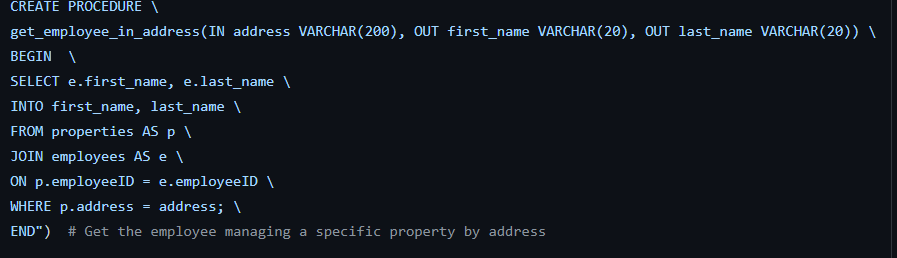 CREATE PROCEDURE \
get_employee_in_address(IN address VARCHAR(200), OUT first_name VARCHAR(20), OUT last_name VARCHAR(20)) \
BEGIN  \
SELECT e.first_name, e.last_name \
INTO first_name, last_name \
FROM properties AS p \
JOIN employees AS e \
ON p.employeeID = e.employeeID \
WHERE p.address = address; \
END")  # Get the employee managing a specific property by address